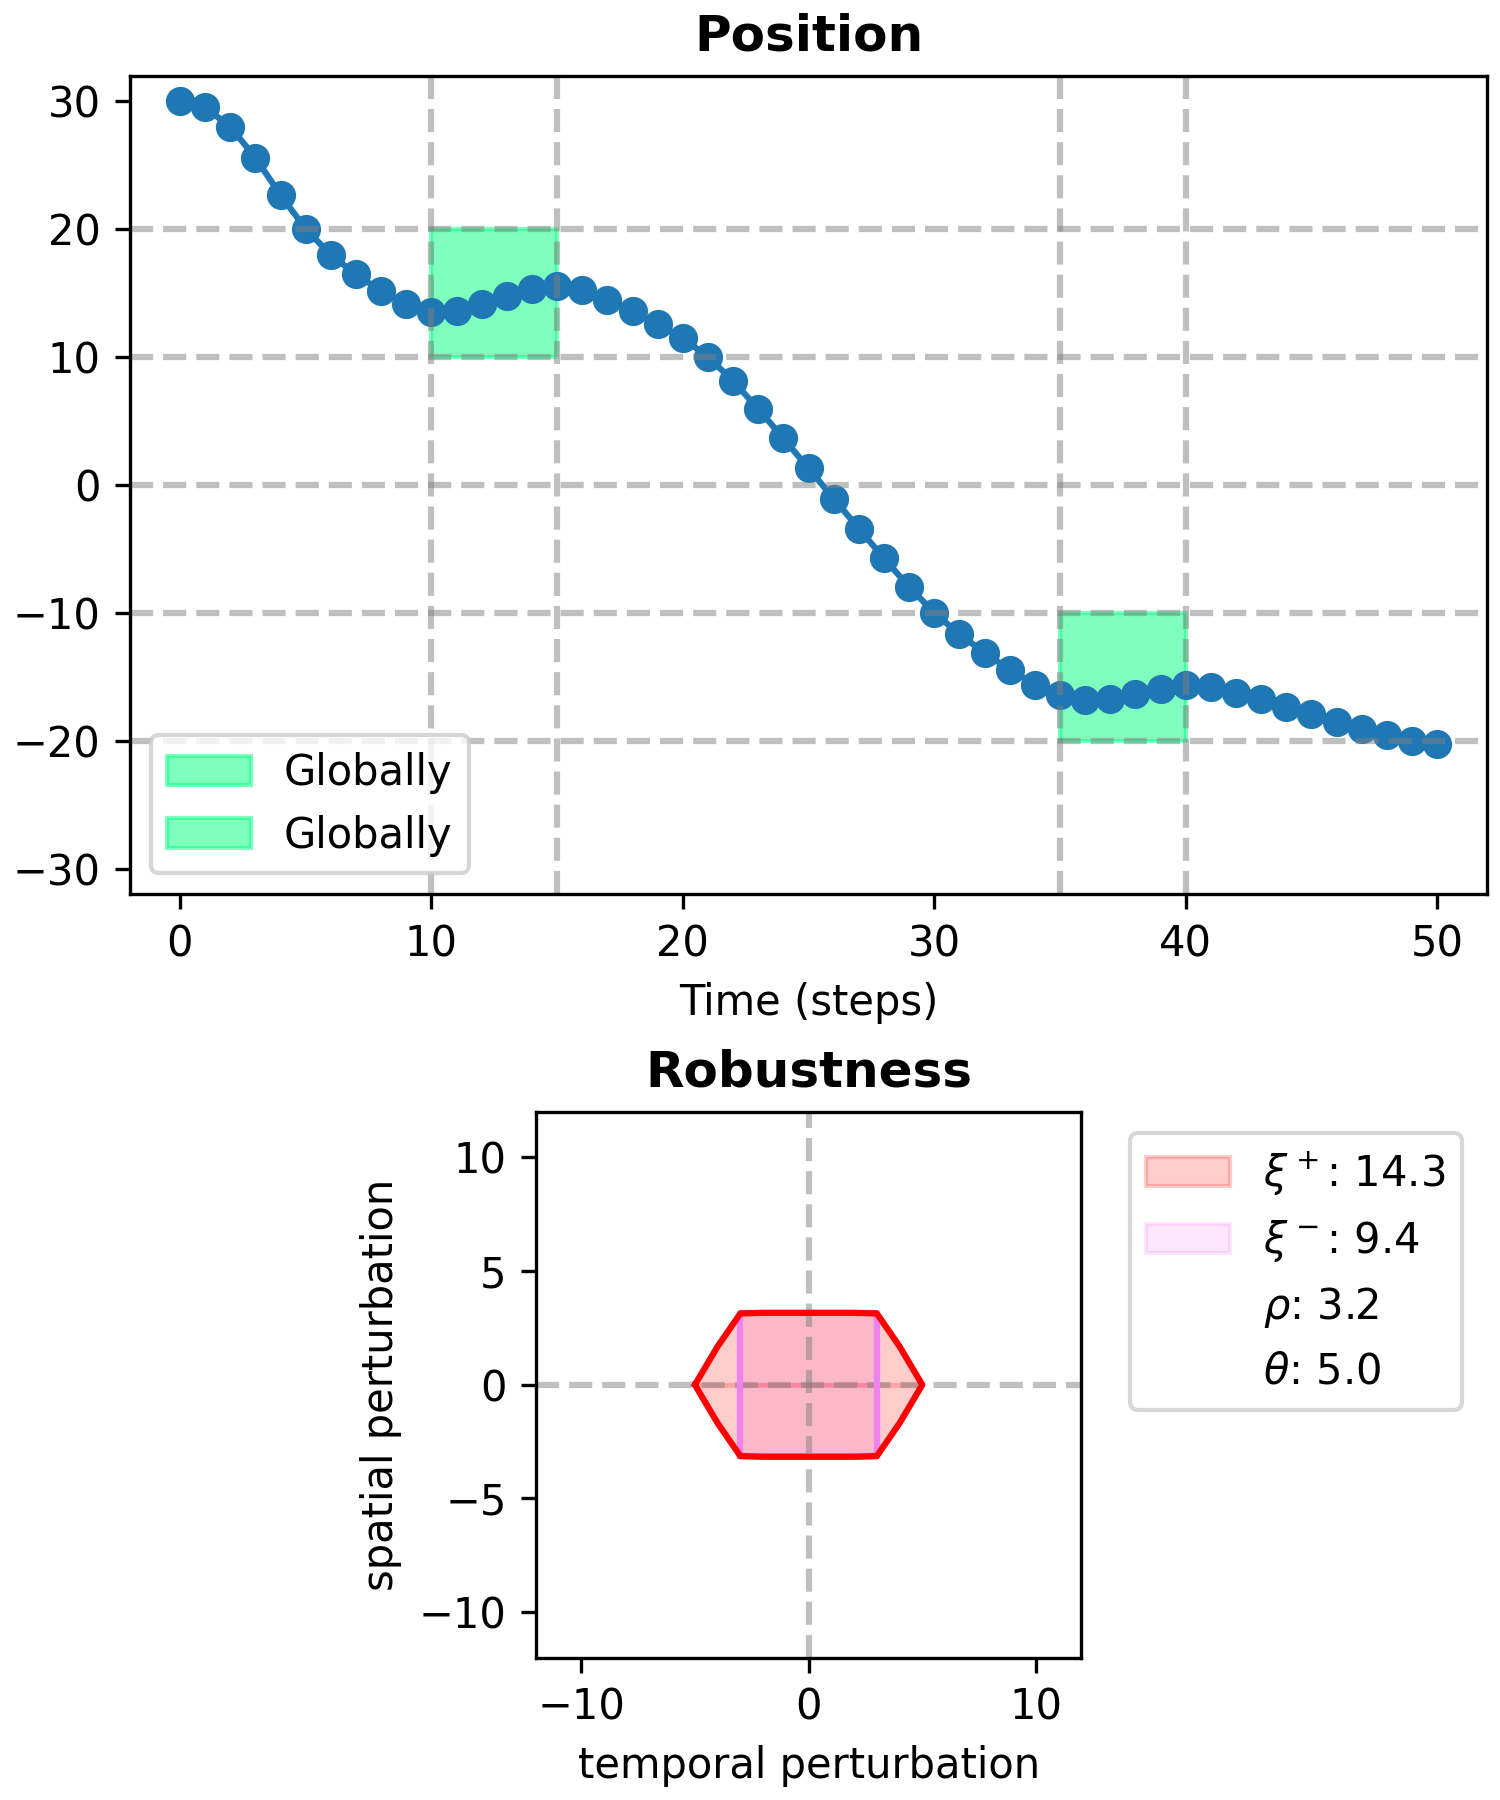 Position
30
20
10
0
−10
−20
−30
Globally
Globally
0 10 20 30 40 50
Time (steps)
Robustness
10
5
0
−5
−10
spatial perturbation
−10 0 10
temporal perturbation
ξ⁺: 14.3
ξ⁻: 9.4
ρ: 3.2
θ: 5.0